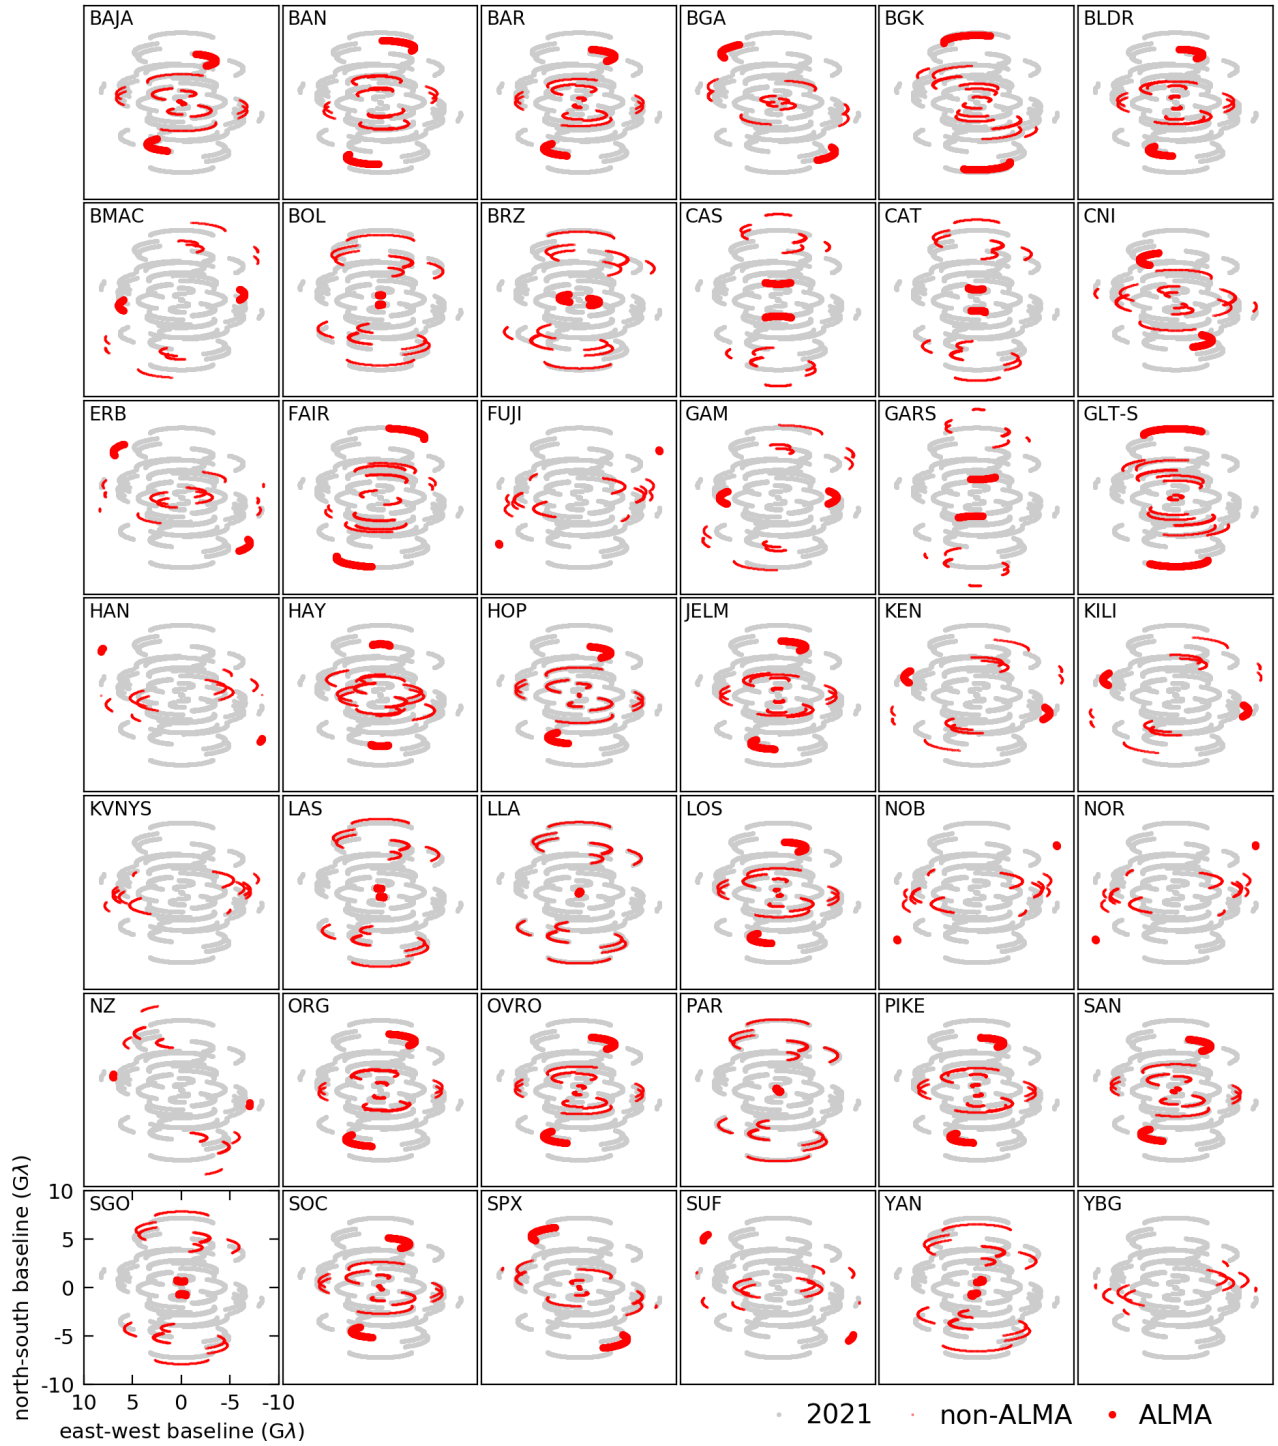 BAJA BAN BAR BGA BGK BLDR
BMAC BOL BRZ CAS CAT CNI
ERB FAIR FUJI GAM GARS GLT-S
HAN HAY HOP JELM KEN KILI
KVNYS LAS LLA LOS NOB NOR
NZ ORG OVRO PAR PIKE SAN
SGO SOC SPX SUF YAN YBG
10
5
0
-5
-10
10 5 0 -5 -10
north-south baseline (Gλ)
east-west baseline (Gλ)
2021 non-ALMA ALMA